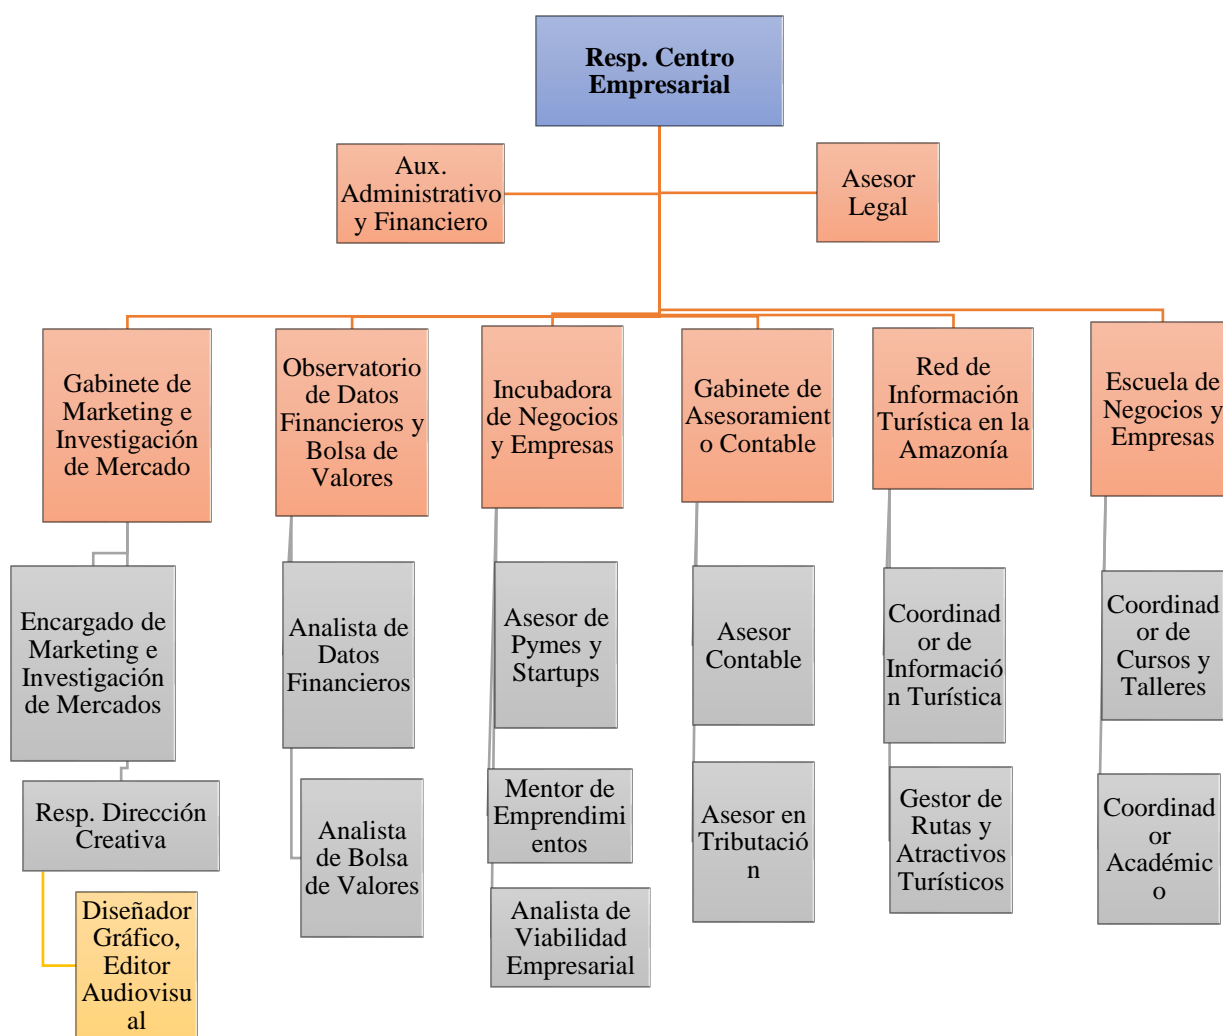 Resp. Centro
Empresarial
Aux.
Administrativo
y Financiero
Asesor
Legal
Gabinete de
Marketing e
Investigación
de Mercado
Observatorio
de Datos
Financieros y
Bolsa de
Valores
Incubadora
de Negocios
y Empresas
Gabinete de
Asesoramient
o Contable
Red de
Información
Turística en la
Amazonía
Escuela de
Negocios y
Empresas
Encargado de
Marketing e
Investigación
de Mercados
Analista de
Datos
Financieros
Asesor de
Pymes y
Startups
Asesor
Contable
Coordinad
or de
Informació
n Turística
Coordinad
or de
Cursos y
Talleres
Resp. Dirección
Creativa
Analista
de Bolsa
de Valores
Mentor de
Emprendimi
entos
Asesor en
Tributació
n
Gestor de
Rutas y
Atractivos
Turísticos
Coordinad
or
Académic
o
Diseñador
Gráfico,
Editor
Audiovisu
al
Analista de
Viabilidad
Empresarial